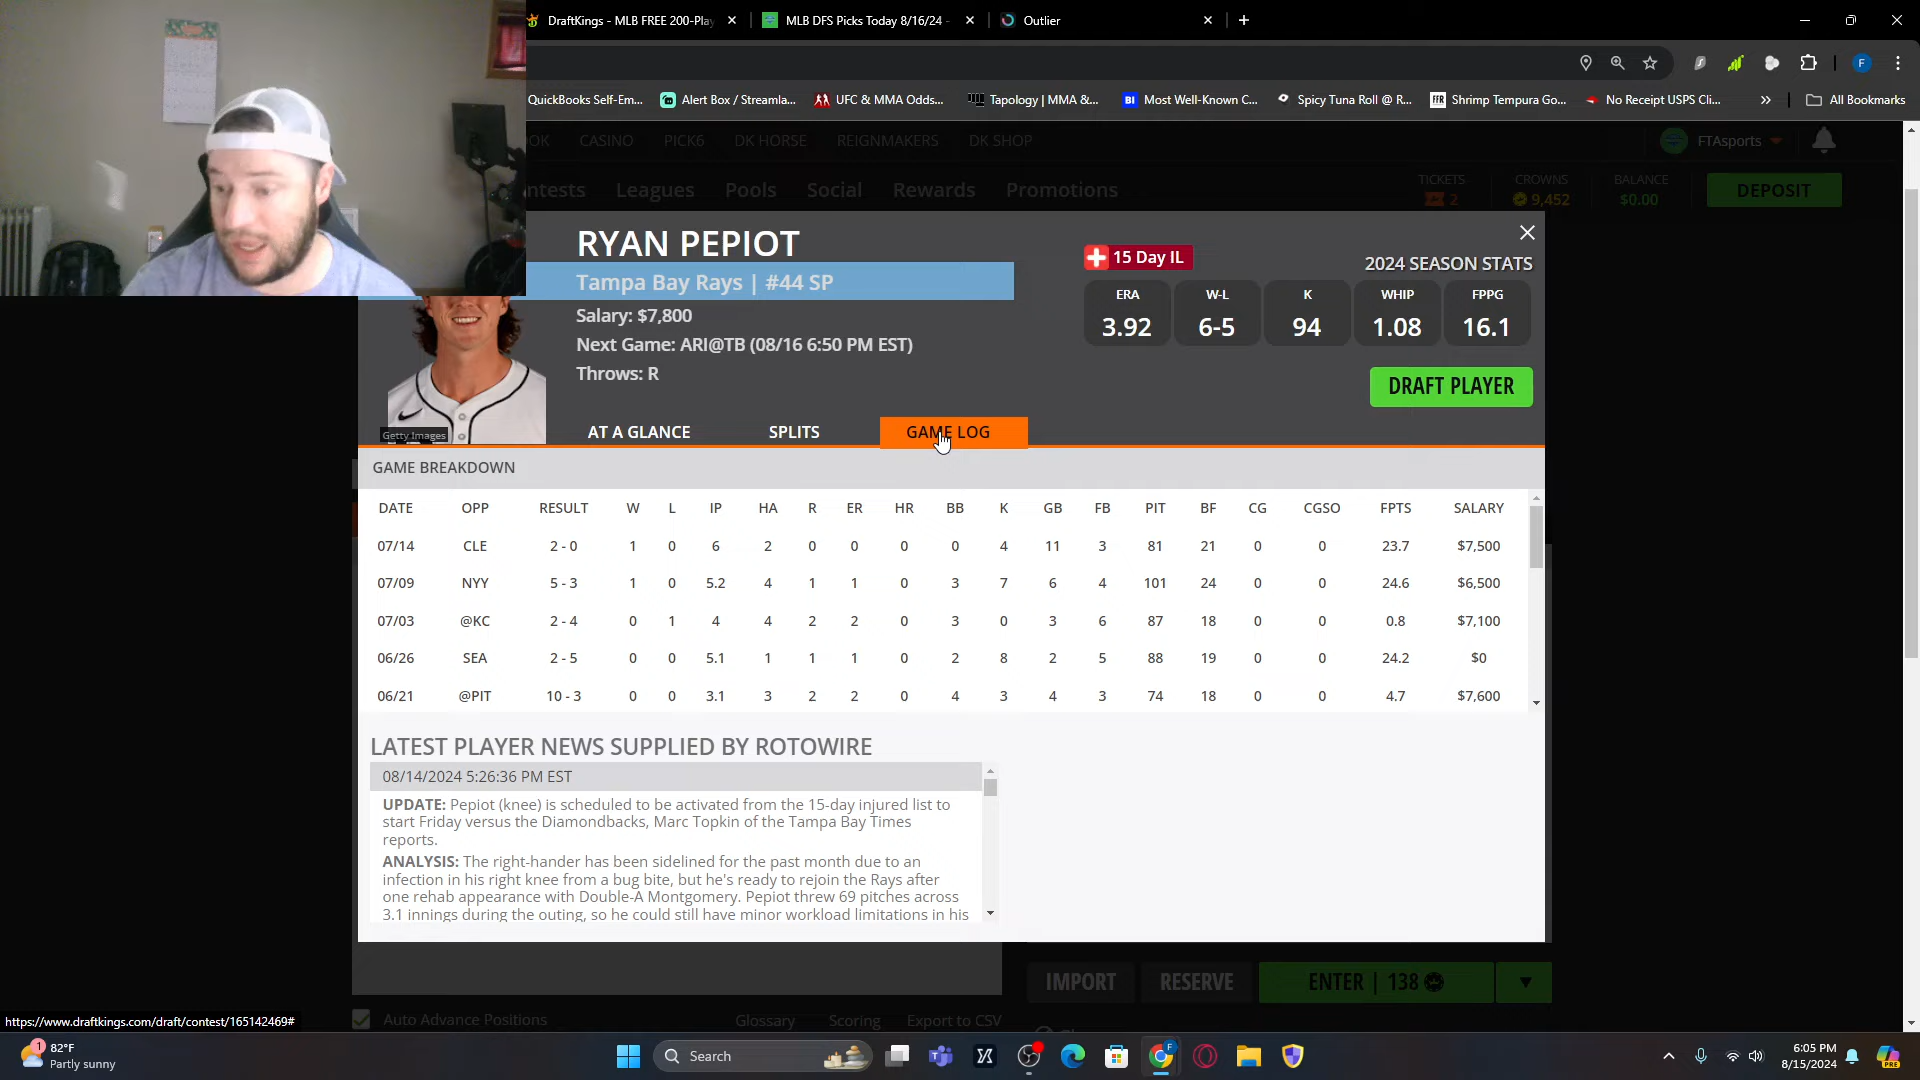 DraftKings - MLB FREE 200-Pla
MLB DFS Picks Today 8/16/24 -
Outlier
QuickBooks Self-Em...
Alert Box / Streamla...
UFC & MMA Odds...
Tapology | MMA &...
BI Most Well-Known C...
Spicy Tuna Roll @ R...
FFR Shrimp Tempura Go...
No Receipt USPS Cli...
»
All Bookmarks
F
OOK
CASINO
PICK6
DK HORSE
REIGNMAKERS
DK SHOP
FTAsports
ntests
Leagues
Pools
Social
Rewards
Promotions
TICKETS
2
CROWNS
9,452
BALANCE
$0.00
DEPOSIT
RYAN PEPIOT
Tampa Bay Rays | #44 SP
Salary: $7,800
Next Game: ARI@TB (08/16 6:50 PM EST)
Throws: R
Getty Images
15 Day IL
2024 SEASON STATS
ERA W-L K WHIP FPPG
3.92 6-5 94 1.08 16.1
DRAFT PLAYER
AT A GLANCE SPLITS GAME LOG
GAME BREAKDOWN
DATE OPP RESULT W L IP HA R ER HR BB K GB FB PIT BF CG CGSO FPTS SALARY
07/14 CLE 2 - 0 1 0 6 2 0 0 0 0 4 11 3 81 21 0 0 23.7 $7,500
07/09 NYY 5 - 3 1 0 5.2 4 1 1 0 3 7 6 4 101 24 0 0 24.6 $6,500
07/03 @KC 2 - 4 0 1 4 4 2 2 0 3 0 3 6 87 18 0 0 0.8 $7,100
06/26 SEA 2 - 5 0 0 5.1 1 1 1 0 2 8 2 5 88 19 0 0 24.2 $0
06/21 @PIT 10 - 3 0 0 3.1 3 2 2 0 4 3 4 3 74 18 0 0 4.7 $7,600
LATEST PLAYER NEWS SUPPLIED BY ROTOWIRE
08/14/2024 5:26:36 PM EST
UPDATE: Pepiot (knee) is scheduled to be activated from the 15-day injured list to
start Friday versus the Diamondbacks, Marc Topkin of the Tampa Bay Times
reports.
ANALYSIS: The right-hander has been sidelined for the past month due to an
infection in his right knee from a bug bite, but he's ready to rejoin the Rays after
one rehab appearance with Double-A Montgomery. Pepiot threw 69 pitches across
3.1 innings during the outing, so he could still have minor workload limitations in his
IMPORT
RESERVE
ENTER | 138
Auto Advance Positions
Glossary
Scoring
Export to CSV
https://www.draftkings.com/draft/contest/165142469#
1
82°F
Partly sunny
Search
6:05 PM
8/15/2024
PRE